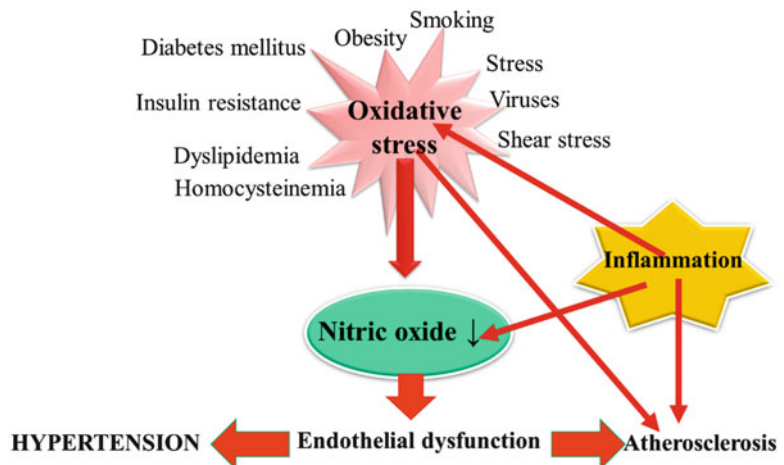 Smoking
Obesity
Diabetes mellitus
Stress
Insulin resistance
Viruses
Oxidative
stress
Shear stress
Dyslipidemia
Homocysteinemia
Inflammation
Nitric oxide ↓
HYPERTENSION
Endothelial dysfunction
Atherosclerosis